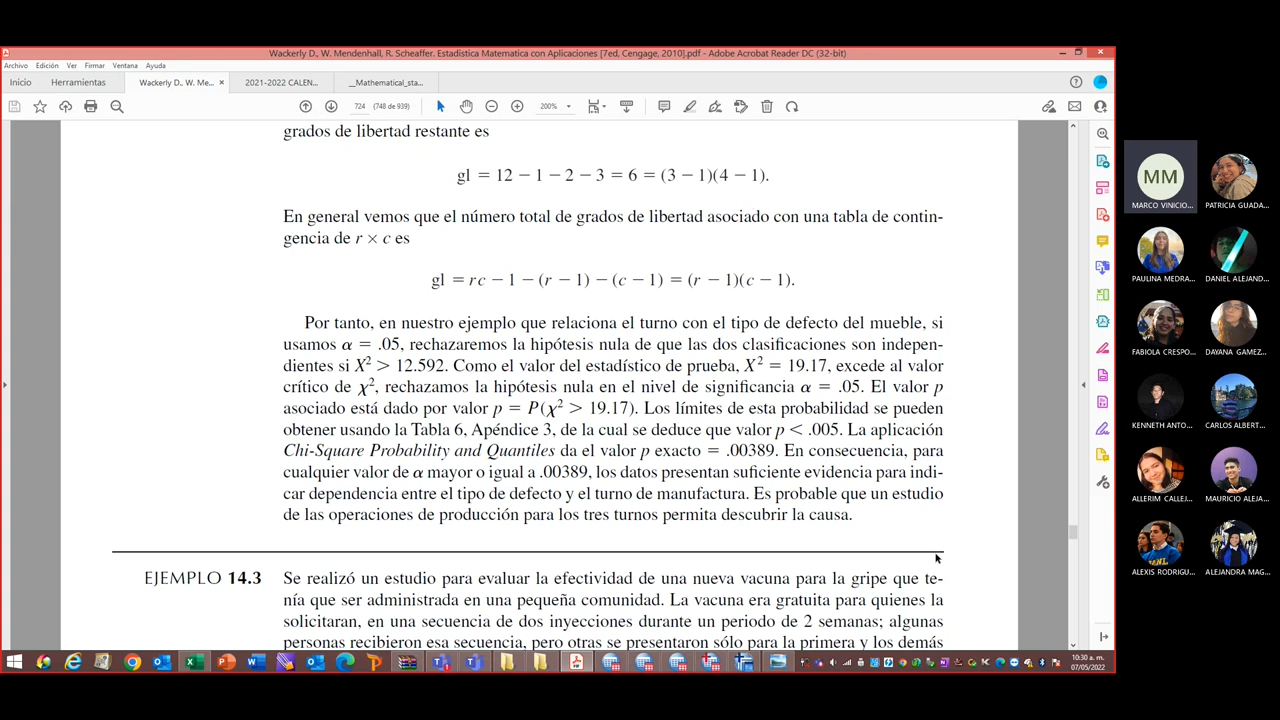 Wackerly D., W. Mendenhall, R. Scheaffer. Estadística Matematica con Aplicaciones [7ed, Cengage, 2010].pdf - Adobe Acrobat Reader DC (32-bit)
Archivo Edición Ver Firmar Ventana Ayuda
Inicio Herramientas Wackerly D., W. Me... × 2021-2022 CALEN... __Mathematical_sta...
724 (748 de 939) 200%
grados de libertad restante es
gl = 12 − 1 − 2 − 3 = 6 = (3 − 1)(4 − 1).
En general vemos que el número total de grados de libertad asociado con una tabla de contin-
gencia de r × c es
gl = rc − 1 − (r − 1) − (c − 1) = (r − 1)(c − 1).
Por tanto, en nuestro ejemplo que relaciona el turno con el tipo de defecto del mueble, si
usamos α = .05, rechazaremos la hipótesis nula de que las dos clasificaciones son indepen-
dientes si X² > 12.592. Como el valor del estadístico de prueba, X² = 19.17, excede al valor
crítico de χ², rechazamos la hipótesis nula en el nivel de significancia α = .05. El valor p
asociado está dado por valor p = P(χ² > 19.17). Los límites de esta probabilidad se pueden
obtener usando la Tabla 6, Apéndice 3, de la cual se deduce que valor p < .005. La aplicación
Chi-Square Probability and Quantiles da el valor p exacto = .00389. En consecuencia, para
cualquier valor de α mayor o igual a .00389, los datos presentan suficiente evidencia para indi-
car dependencia entre el tipo de defecto y el turno de manufactura. Es probable que un estudio
de las operaciones de producción para los tres turnos permita descubrir la causa.
EJEMPLO 14.3 Se realizó un estudio para evaluar la efectividad de una nueva vacuna para la gripe que te-
nía que ser administrada en una pequeña comunidad. La vacuna era gratuita para quienes la
solicitaran, en una secuencia de dos inyecciones durante un periodo de 2 semanas; algunas
personas recibieron esa secuencia, pero otras se presentaron sólo para la primera y los demás
10:30 a. m.
07/05/2022
MM
MARCO VINICIO... PATRICIA GUADA...
PAULINA MEDRA... DANIEL ALEJAND...
FABIOLA CRESPO... DAYANA GAMEZ...
KENNETH ANTO... CARLOS ALBERT...
ALLERIM CALLEJ... MAURICIO ALEJA...
ALEXIS RODRIGU... ALEJANDRA MAG...